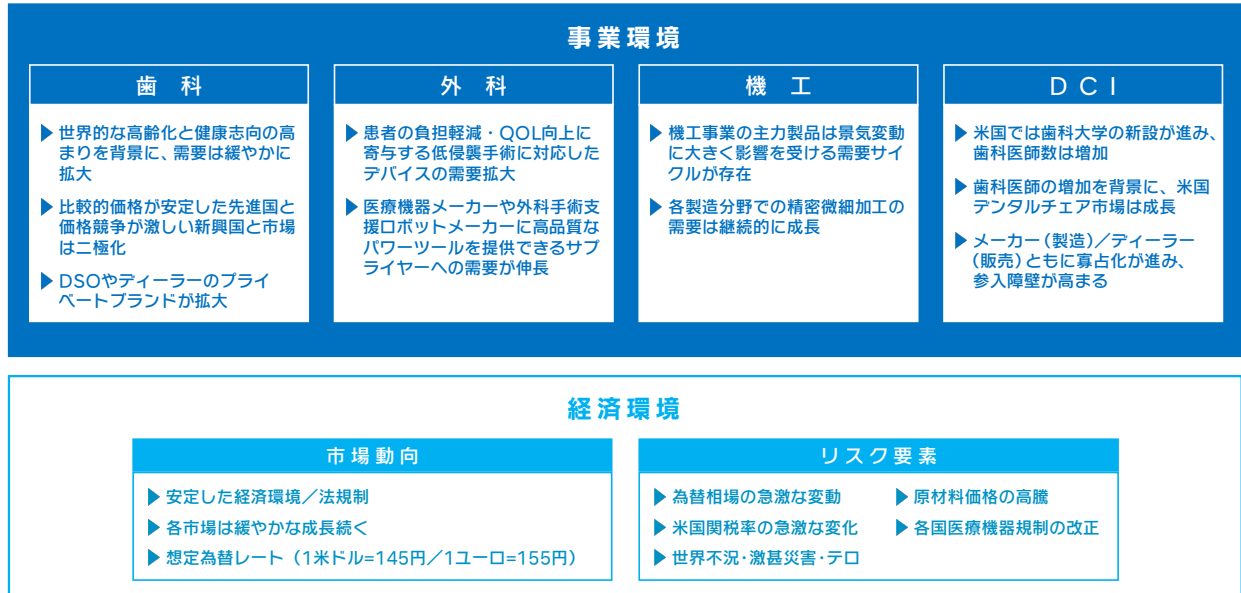 事業環境
歯 科
▶世界的な高齢化と健康志向の高
まりを背景に、需要は緩やかに
拡大
▶比較的価格が安定した先進国と
価格競争が激しい新興国と市場
は二極化
▶DSOやディーラーのプライ
ベートブランドが拡大
外 科
▶患者の負担軽減・QOL向上に
寄与する低侵襲手術に対応した
デバイスの需要拡大
▶医療機器メーカーや外科手術支
援ロボットメーカーに高品質な
パワーツールを提供できるサプ
ライヤーへの需要が伸長
機 工
▶機工事業の主力製品は景気変動
に大きく影響を受ける需要サイ
クルが存在
▶各製造分野での精密微細加工の
需要は継続的に成長
DCI
▶米国では歯科大学の新設が進み、
歯科医師数は増加
▶歯科医師の増加を背景に、米国
デンタルチェア市場は成長
▶メーカー(製造)／ディーラー
(販売)ともに寡占化が進み、
参入障壁が高まる
経済環境
市場動向
▶安定した経済環境／法規制
▶各市場は緩やかな成長続く
▶想定為替レート（1米ドル=145円／1ユーロ=155円）
リスク要素
▶為替相場の急激な変動
▶米国関税率の急激な変化
▶世界不況・激甚災害・テロ
▶原材料価格の高騰
▶各国医療機器規制の改正